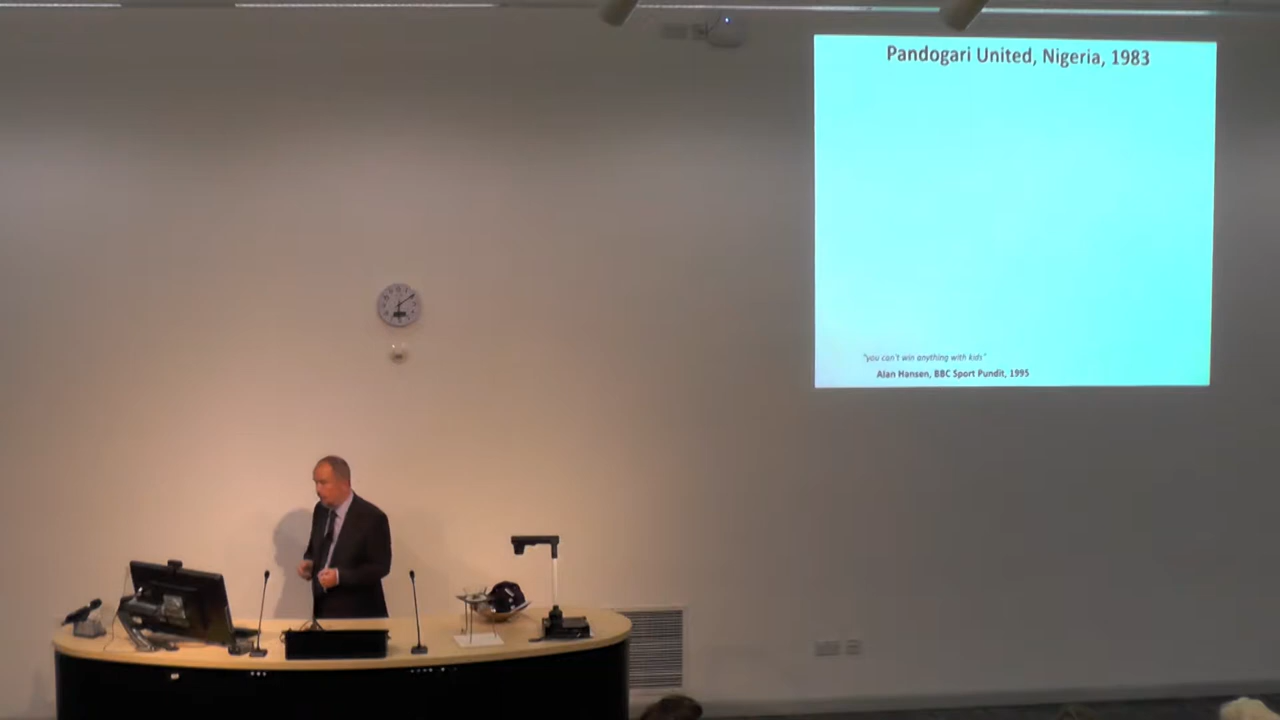 Pandogari United, Nigeria, 1983
"you can't win anything with kids"
Alan Hansen, BBC Sport Pundit, 1995